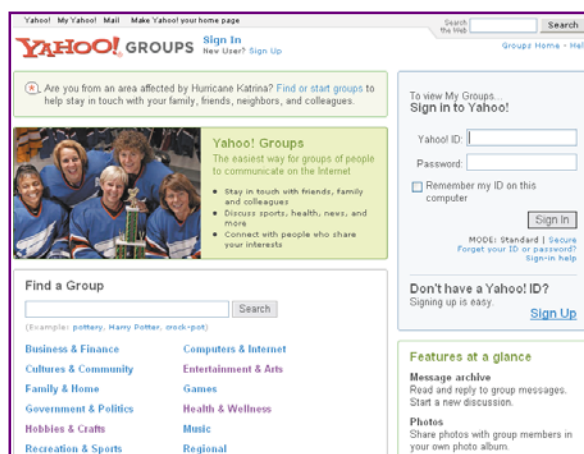 Yahoo! My Yahoo! Mail Make Yahoo! your home page
Search the Web
Search
YAHOO! GROUPS
Sign In
New User? Sign Up
Groups Home - Hel
Are you from an area affected by Hurricane Katrina? Find or start groups to
help stay in touch with your family, friends, neighbors, and colleagues.
Yahoo! Groups
The easiest way for groups of people
to communicate on the Internet
• Stay in touch with friends, family
and colleagues
• Discuss sports, health, news, and
more
• Connect with people who share
your interests
Find a Group
Search
(Example: pottery, Harry Potter, crock-pot)
Business & Finance
Computers & Internet
Cultures & Community
Entertainment & Arts
Family & Home
Games
Government & Politics
Health & Wellness
Hobbies & Crafts
Music
Recreation & Sports
Regional
To view My Groups...
Sign in to Yahoo!
Yahoo! ID:
Password:
Remember my ID on this
computer
Sign In
MODE: Standard | Secure
Forget your ID or password?
Sign-in help
Don't have a Yahoo! ID?
Signing up is easy.
Sign Up
Features at a glance
Message archive
Read and reply to group messages.
Start a new discussion.
Photos
Share photos with group members in
your own photo album.